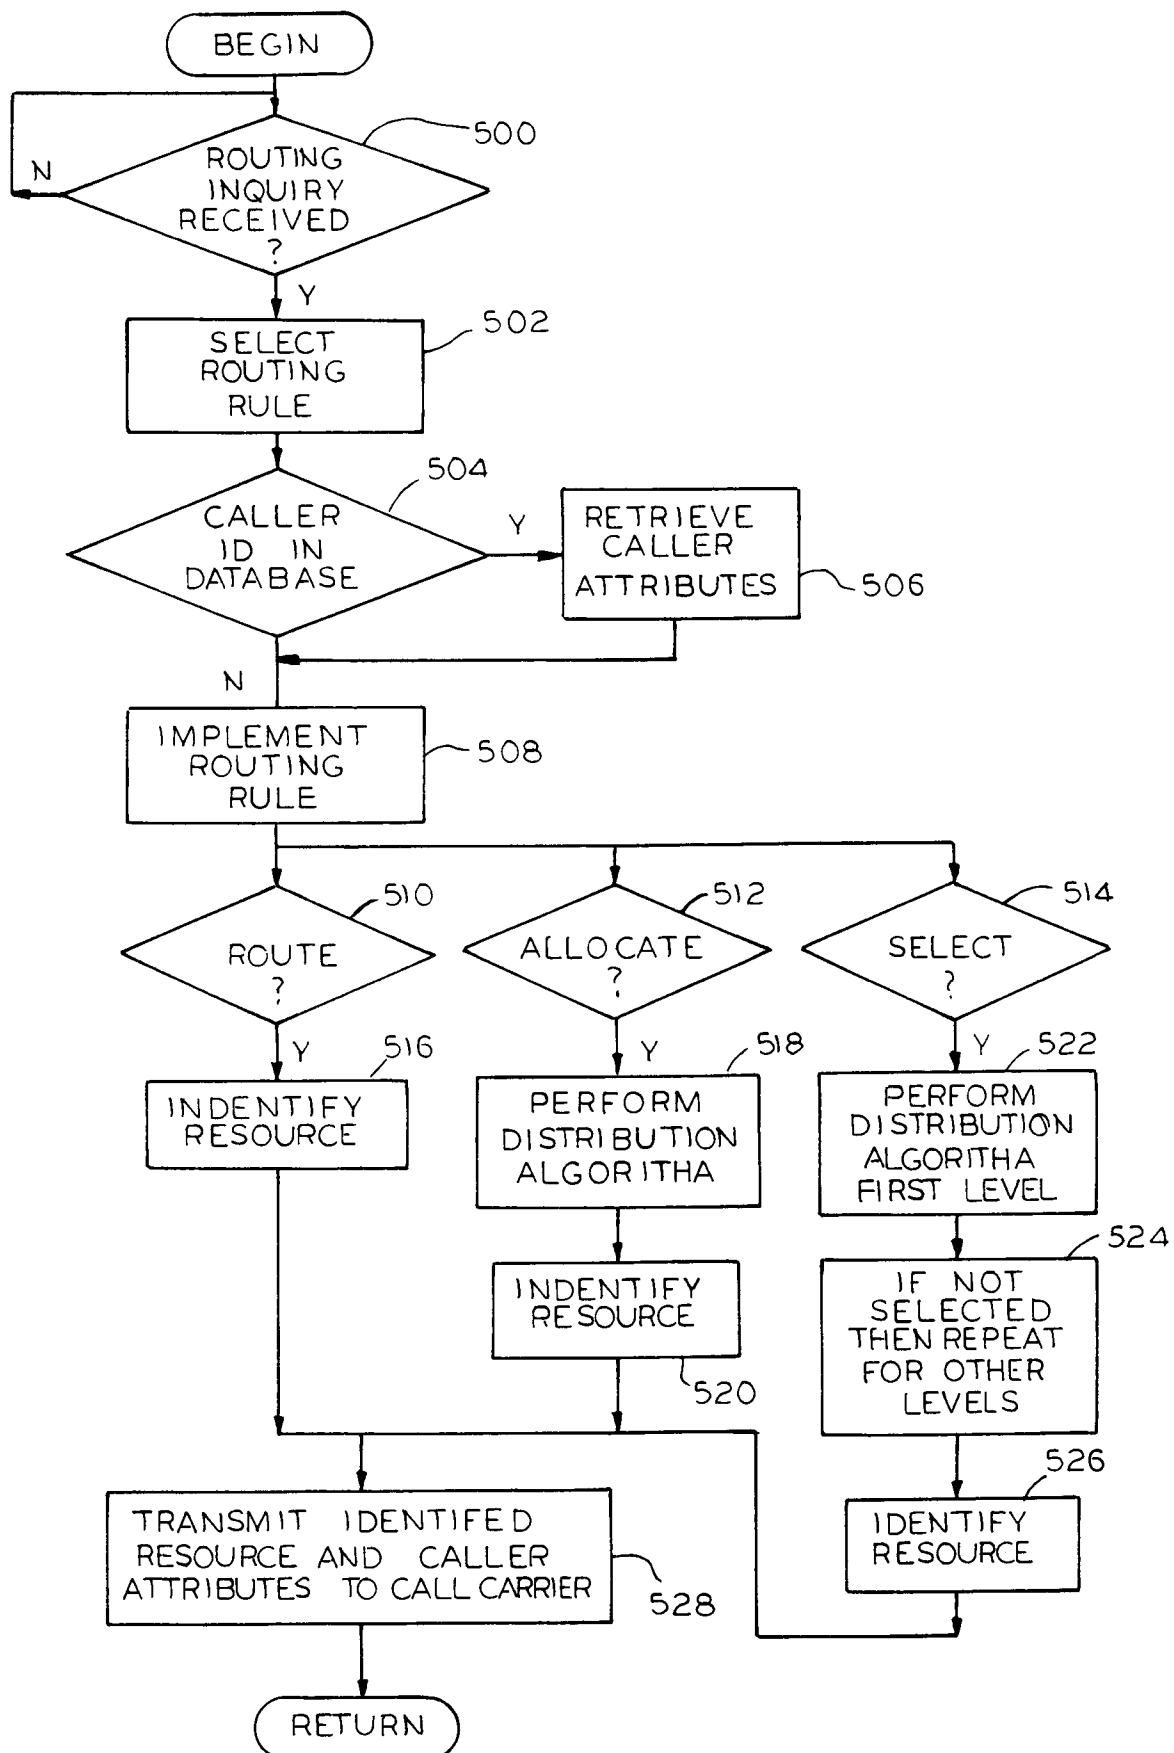 BEGIN
500
ROUTING
INQUIRY
RECEIVED
?
N
Y
502
SELECT
ROUTING
RULE
504
CALLER
ID IN
DATABASE
Y
RETRIEVE
CALLER
ATTRIBUTES
506
N
IMPLEMENT
ROUTING
RULE
508
510
ROUTE
?
Y
512
ALLOCATE
?
Y
514
SELECT
?
Y
516
INDENTIFY
RESOURCE
518
PERFORM
DISTRIBUTION
ALGORITHA
INDENTIFY
RESOURCE
520
522
PERFORM
DISTRIBUTION
ALGORITHA
FIRST LEVEL
524
IF NOT
SELECTED
THEN REPEAT
FOR OTHER
LEVELS
526
IDENTIFY
RESOURCE
TRANSMIT IDENTIFED
RESOURCE AND CALLER
ATTRIBUTES TO CALL CARRIER
528
RETURN